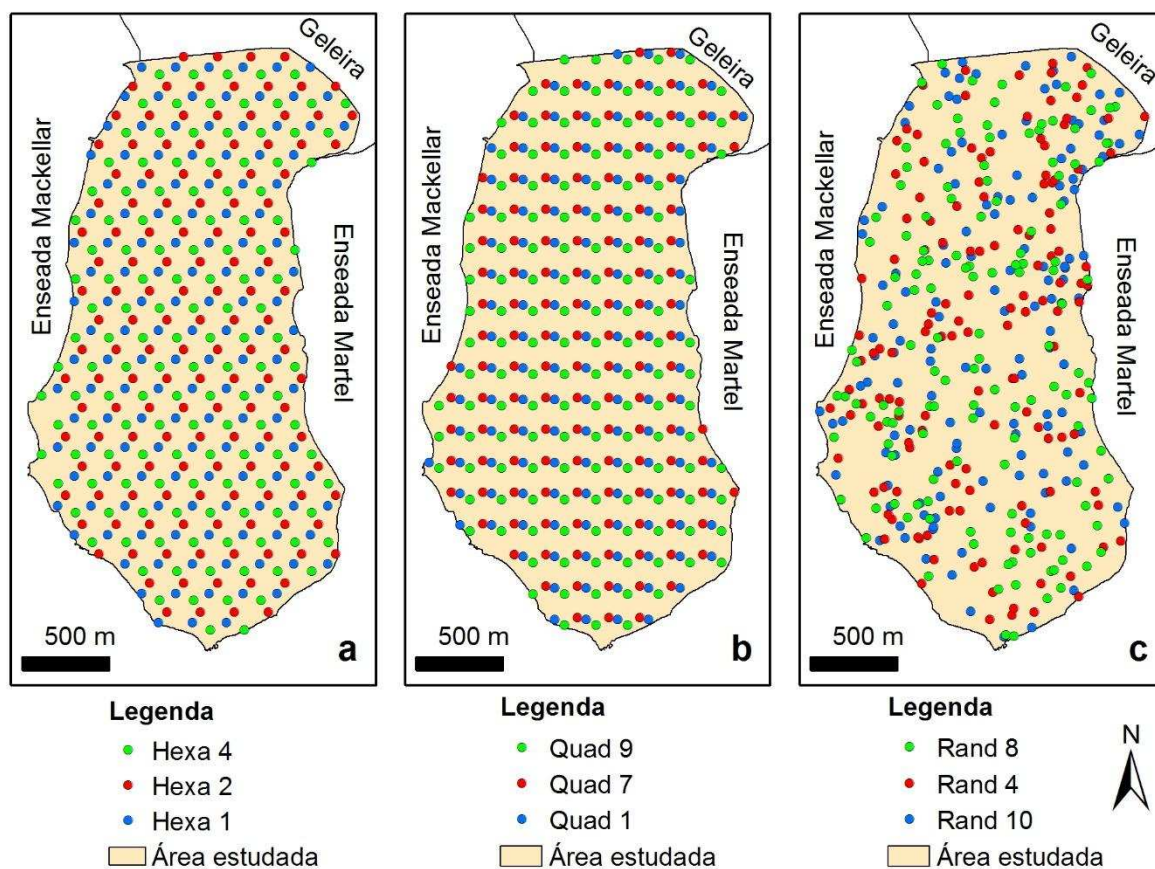 Geleira
Enseada Mackellar
Enseada Martel
500 m
a
Geleira
Enseada Mackellar
Enseada Martel
500 m
b
Geleira
Enseada Mackellar
Enseada Martel
500 m
c
Legenda
Hexa 4
Hexa 2
Hexa 1
Área estudada
Legenda
Quad 9
Quad 7
Quad 1
Área estudada
Legenda
Rand 8
Rand 4
Rand 10
Área estudada
N